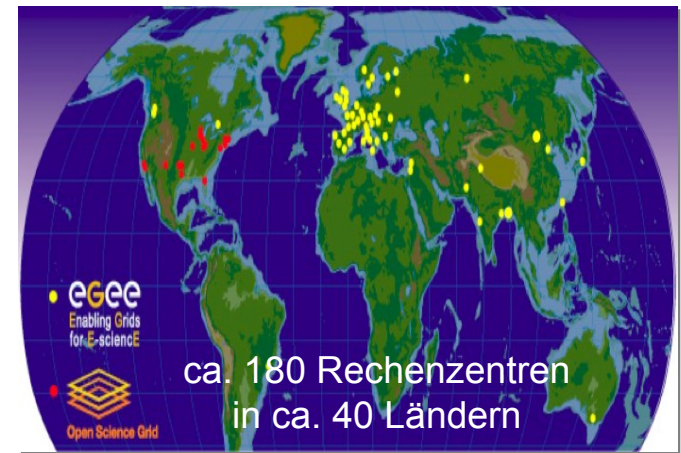 eGee
Enabling Grids
for E-sciencE
ca. 180 Rechenzentren
in ca. 40 Ländern
Open Science Grid